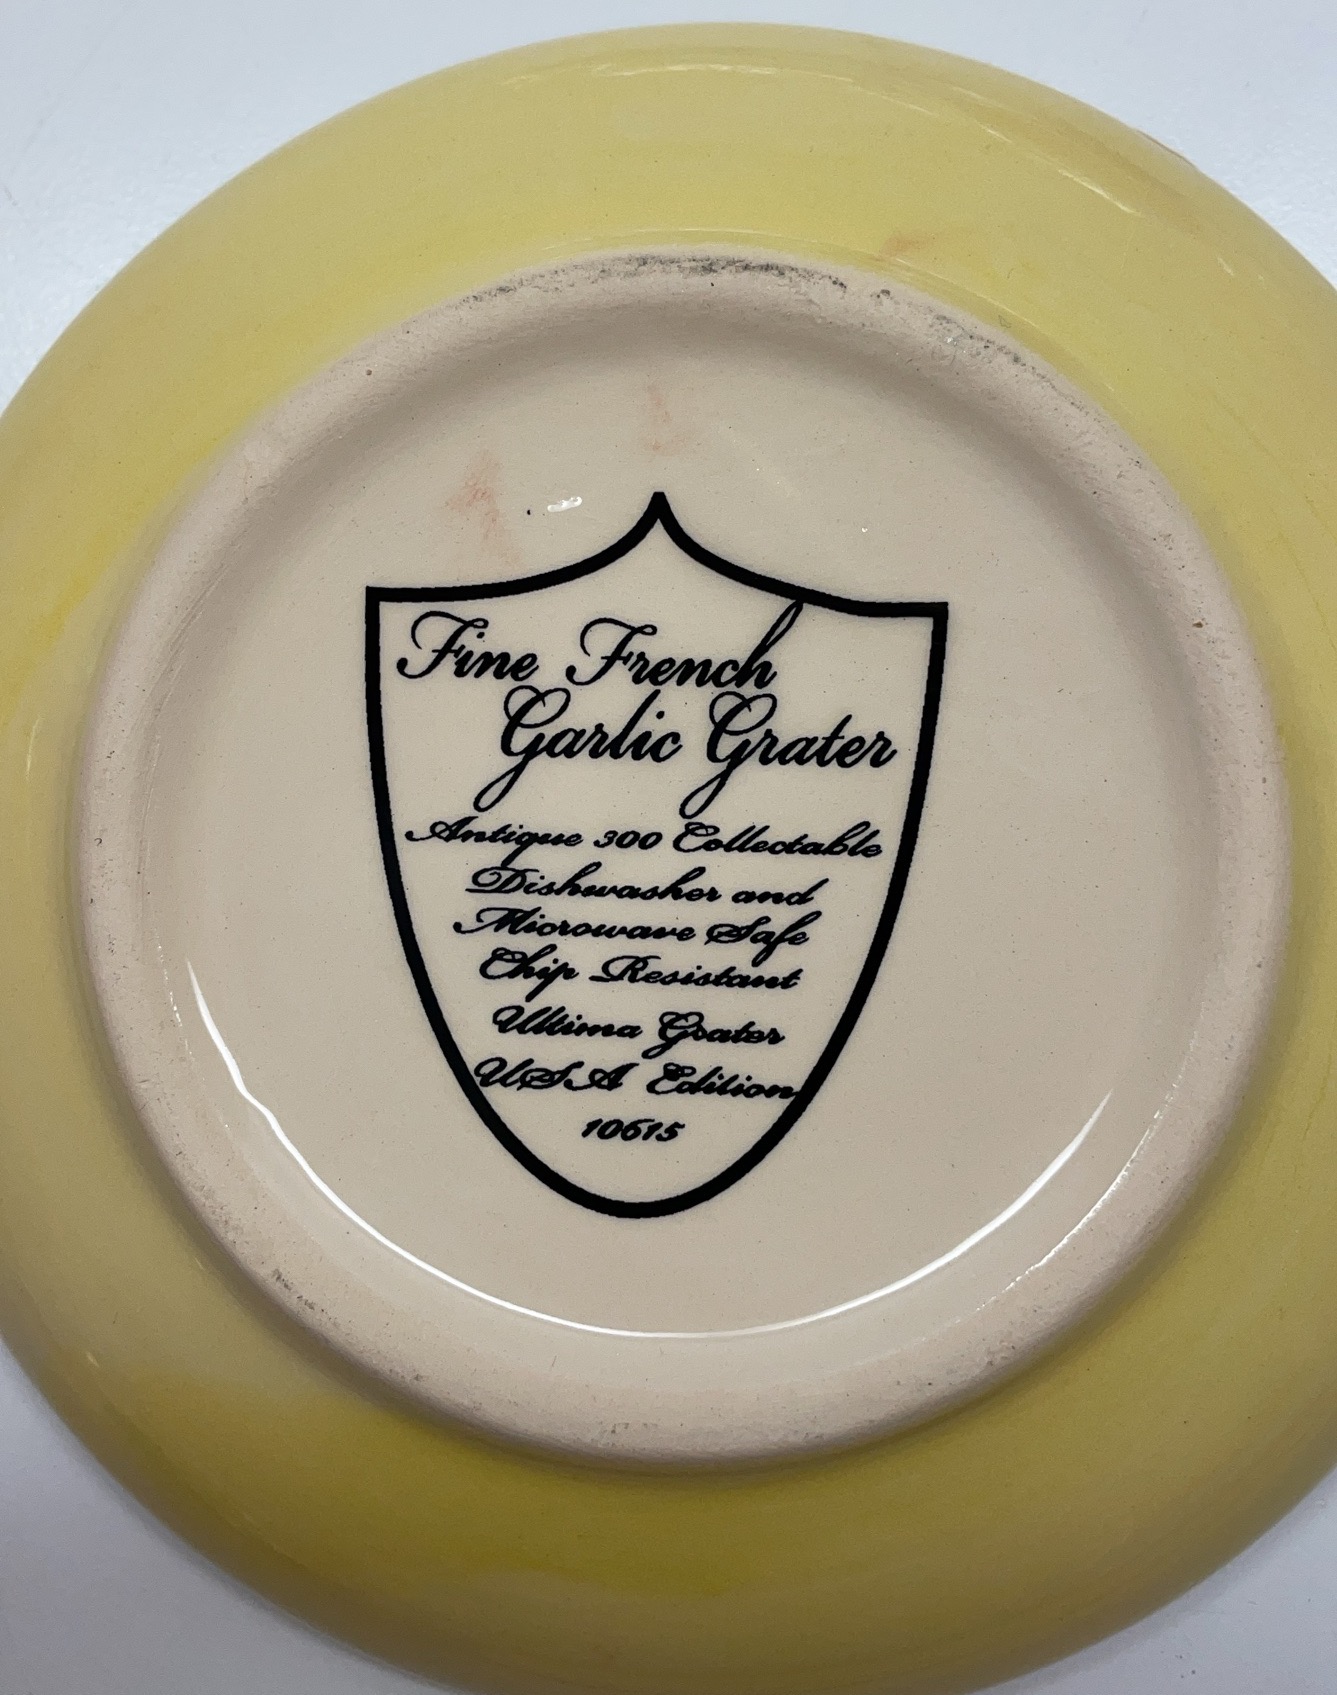 Fine French
Garlic Grater
Antique 300 Collectable
Dishwasher and
Microwave Safe
Chip Resistant
Ultima Grater
USA Edition
10615